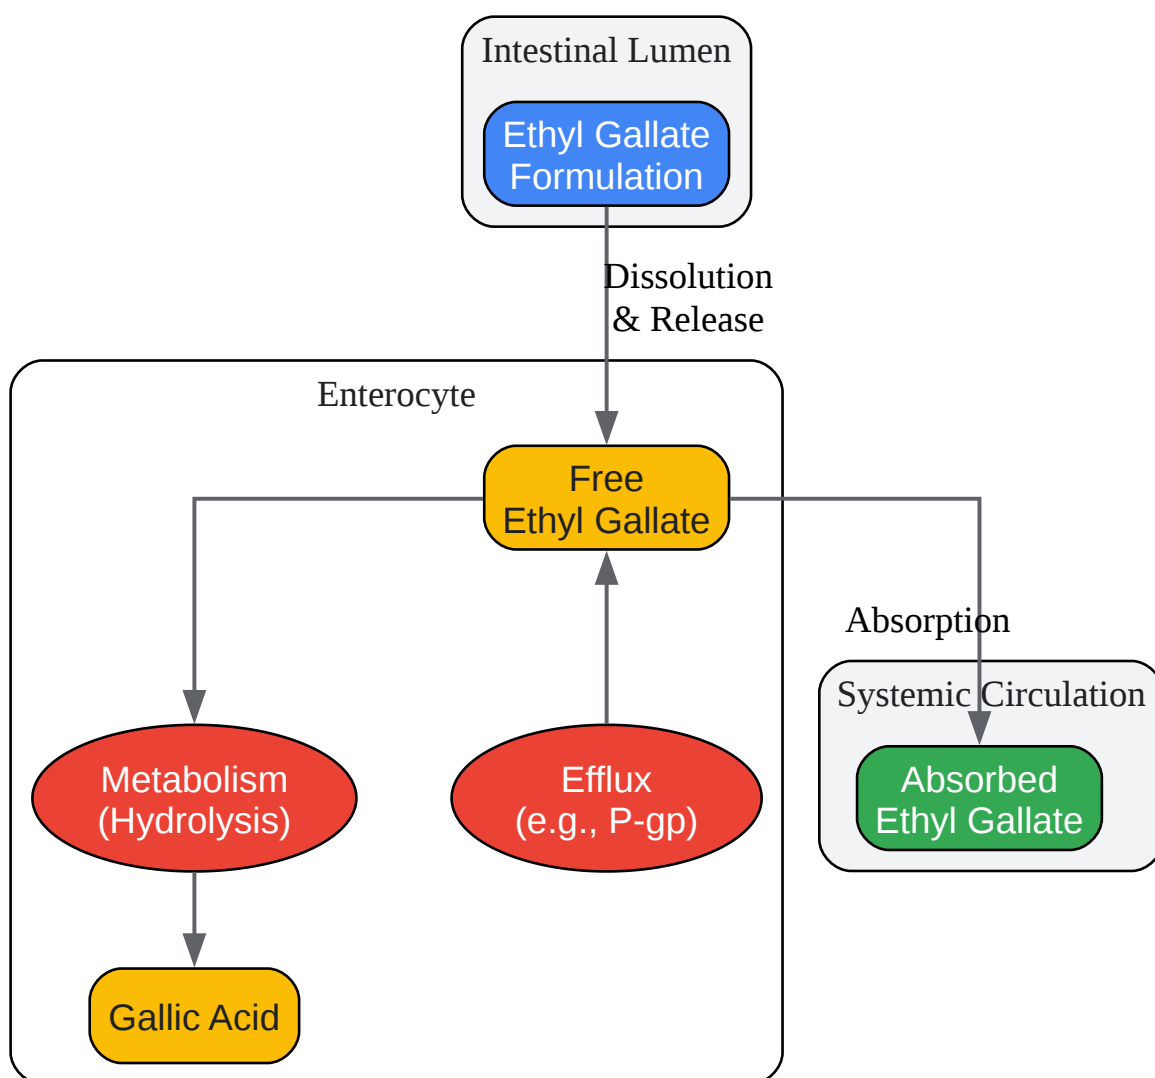 Intestinal Lumen
Ethyl Gallate
Formulation
Dissolution
& Release
Enterocyte
Free
Ethyl Gallate
Absorption
Systemic Circulation
Metabolism
(Hydrolysis)
Efflux
(e.g., P-gp)
Absorbed
Ethyl Gallate
Gallic Acid